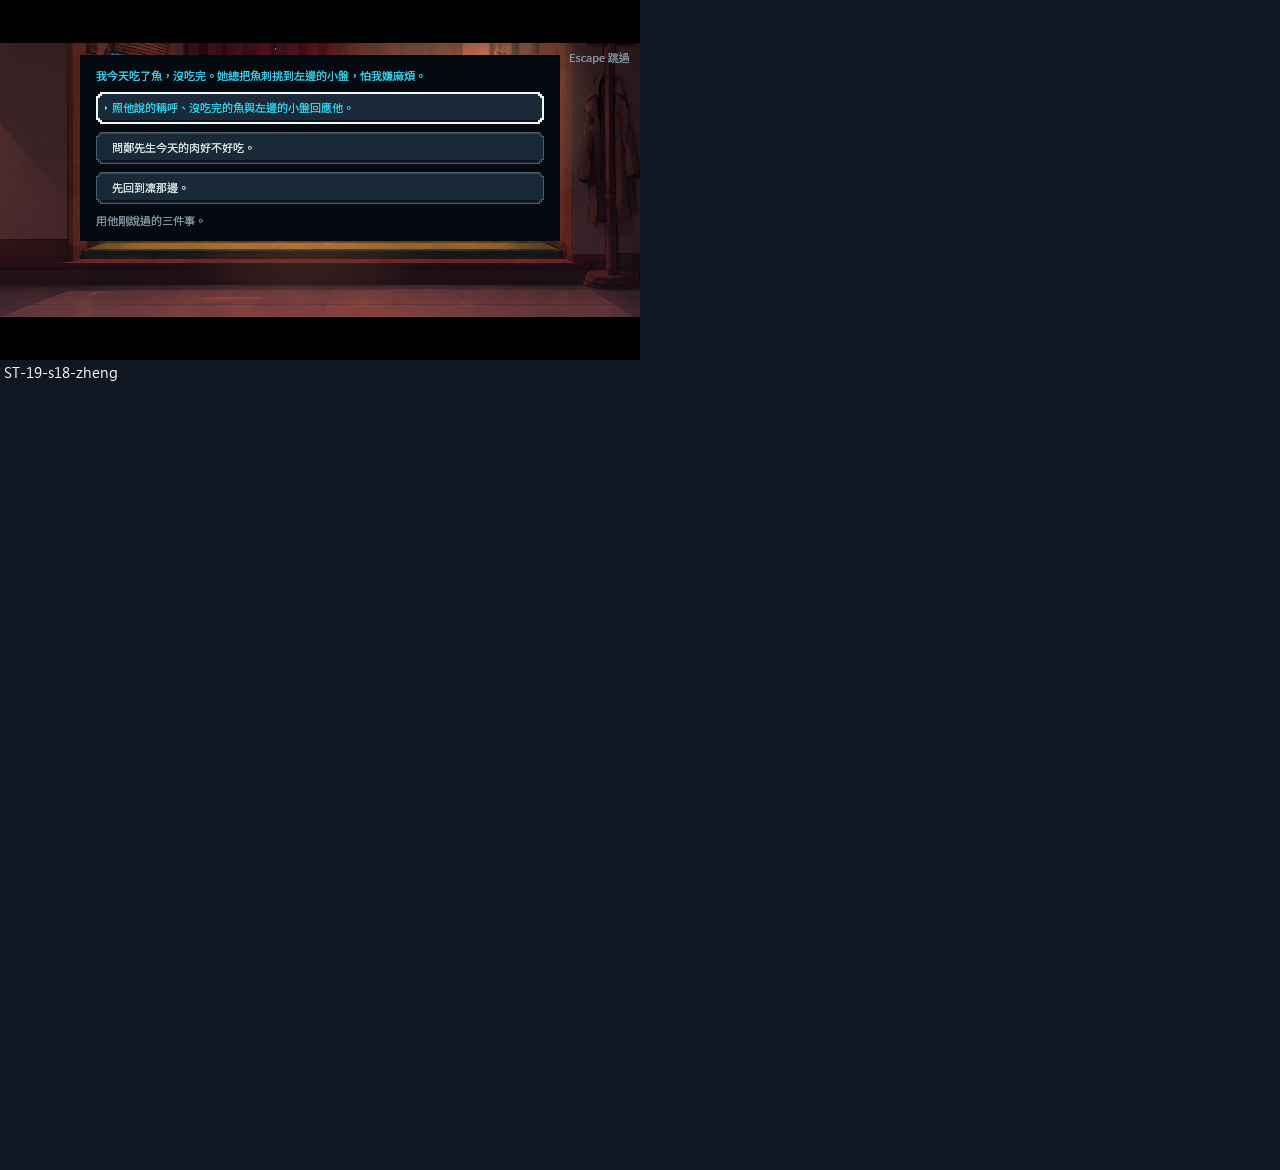 Escape 跳過
我今天吃了魚，沒吃完。她總把魚刺挑到左邊的小盤，怕我嫌麻煩。
照他說的稱呼、沒吃完的魚與左邊的小盤回應他。
問鄭先生今天的肉好不好吃。
先回到凜那邊。
用他剛說過的三件事。
ST-19-s18-zheng